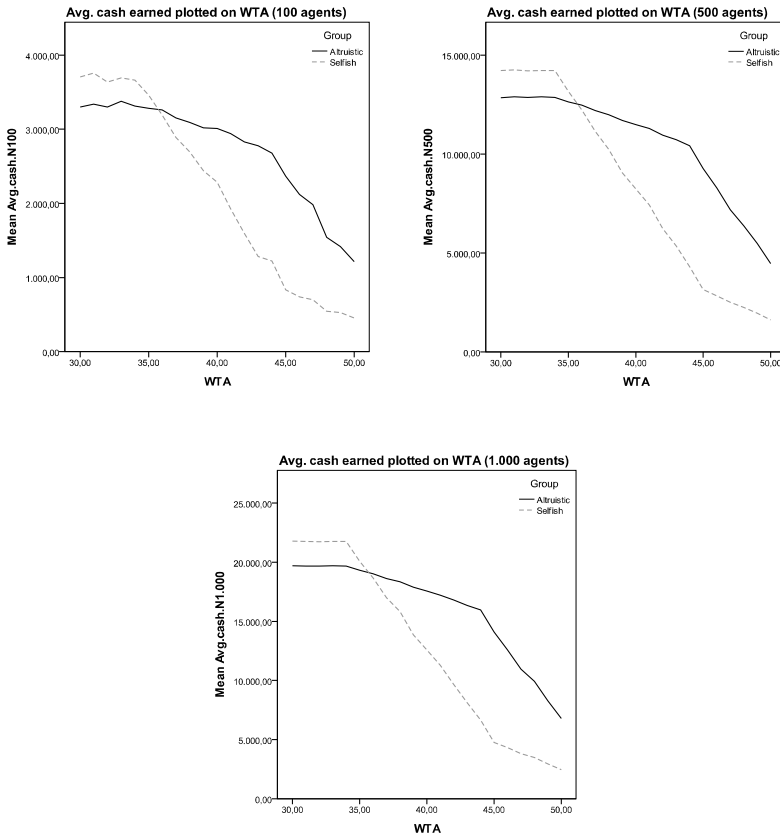 Avg. cash earned plotted on WTA (100 agents)
Group
Altruistic
Selfish
4.000,00
3.000,00
2.000,00
1.000,00
0,00
Mean Avg.cash.N100
30,00 35,00 40,00 45,00 50,00
WTA
Avg. cash earned plotted on WTA (500 agents)
Group
Altruistic
Selfish
15.000,00
10.000,00
5.000,00
0,00
Mean Avg.cash.N500
30,00 35,00 40,00 45,00 50,00
WTA
Avg. cash earned plotted on WTA (1.000 agents)
Group
Altruistic
Selfish
25.000,00
20.000,00
15.000,00
10.000,00
5.000,00
0,00
Mean Avg.cash.N1.000
30,00 35,00 40,00 45,00 50,00
WTA